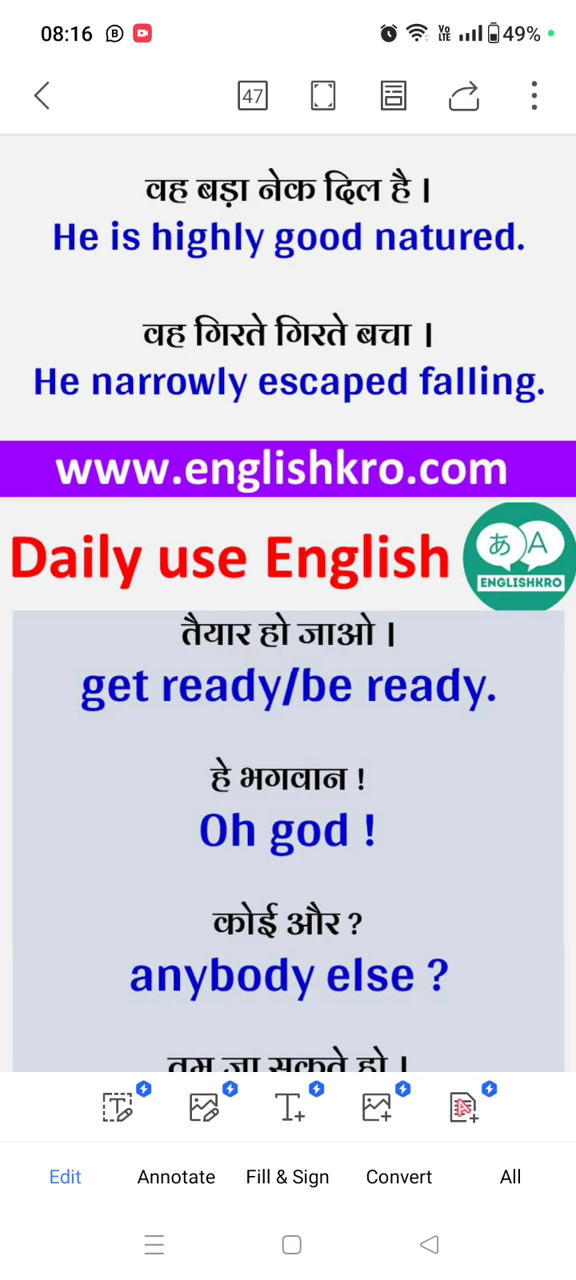 08:16
VoLTE 49%
47
वह बड़ा नेक दिल है ।
He is highly good natured.
वह गिरते गिरते बचा ।
He narrowly escaped falling.
www.englishkro.com
Daily use English
あ A
ENGLISHKRO
तैयार हो जाओ ।
get ready/be ready.
हे भगवान !
Oh god !
कोई और ?
anybody else ?
तुम जा सकते हो ।
Edit Annotate Fill & Sign Convert All